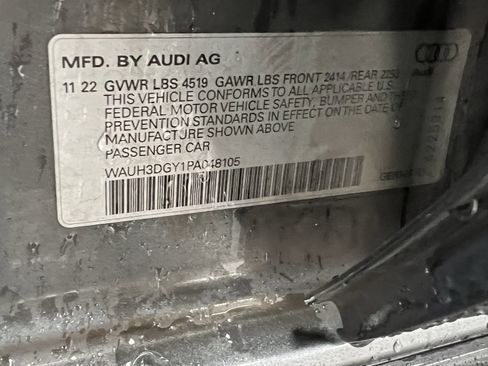 MFD. BY AUDI AG
11 22 GVWR LBS 4519 GAWR LBS FRONT 2414/REAR 2293
THIS VEHICLE CONFORMS TO ALL APPLICABLE U.S.
FEDERAL MOTOR VEHICLE SAFETY, BUMPER AND THEFT
PREVENTION STANDARDS IN EFFECT ON THE DATE OF
MANUFACTURE SHOWN ABOVE
PASSENGER CAR
WAUH3DGY1PA048105
Audi